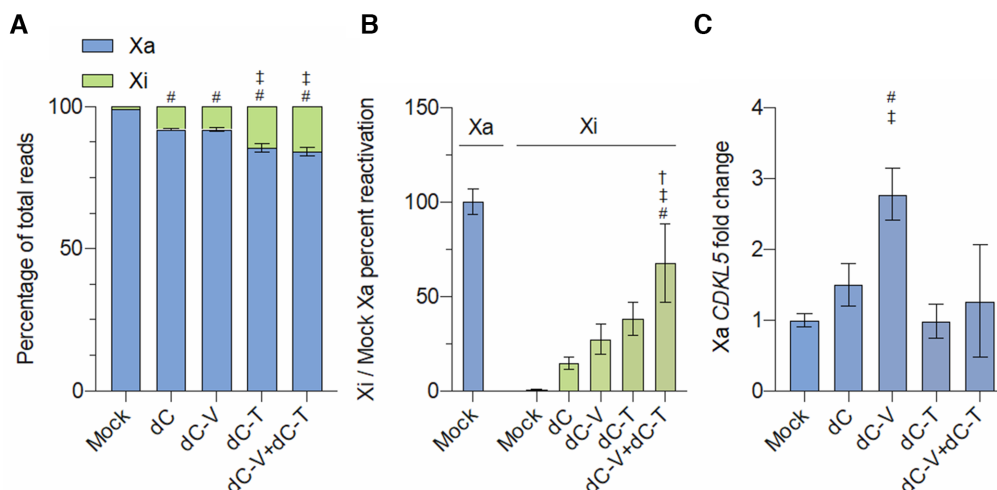 A
Xa
Xi
Percentage of total reads
100
50
0
#
#
‡
#
‡
#
Mock
dC
dC-V
dC-T
dC-V+dC-T
B
Xi / Mock Xa percent reactivation
150
100
50
0
Xa
Xi
†
‡
#
Mock
Mock
dC
dC-V
dC-T
dC-V+dC-T
C
Xa CDKL5 fold change
4
3
2
1
0
#
‡
Mock
dC
dC-V
dC-T
dC-V+dC-T